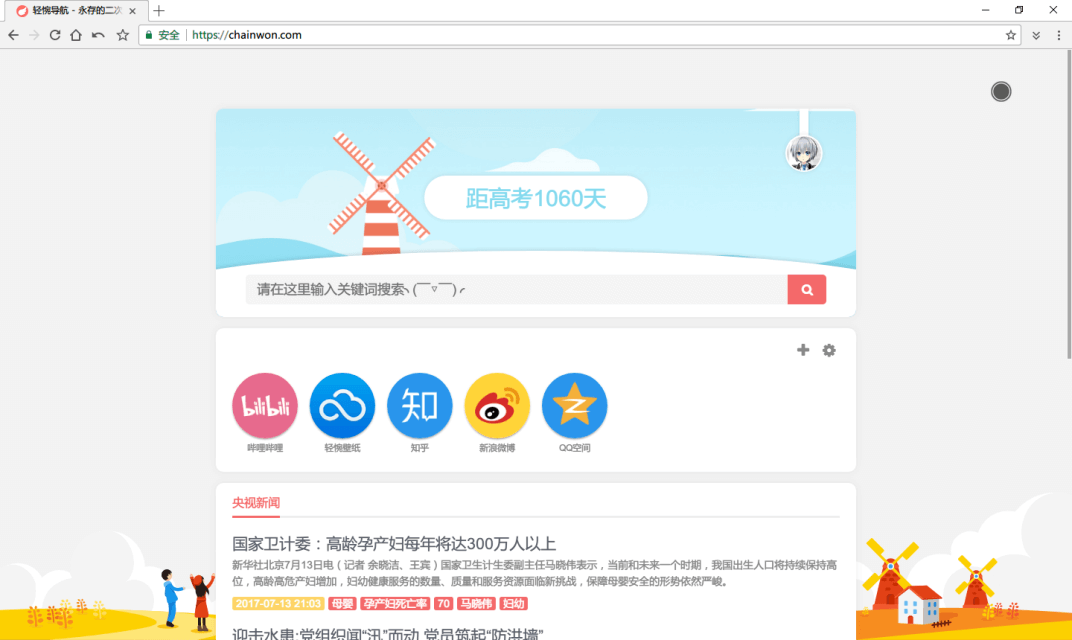 轻惋导航 - 永存的二次
安全 https://chainwon.com
距高考1060天
请在这里输入关键词搜索ヽ(￣▽￣)ノ
bilibili
知
哔哩哔哩
轻惋壁纸
知乎
新浪微博
QQ空间
央视新闻
国家卫计委：高龄孕产妇每年将达300万人以上
新华社北京7月13日电（记者 余晓洁、王宾）国家卫生计生委副主任马晓伟表示，当前和未来一个时期，我国出生人口将持续保持高
位，高龄高危产妇增加，妇幼健康服务的数量、质量和服务资源面临新挑战，保障母婴安全的形势依然严峻。
2017-07-13 21:03 母婴 孕产妇死亡率 70 马晓伟 妇幼
迎击水患:党组织闻“汛”而动 党员筑起“防洪墙”